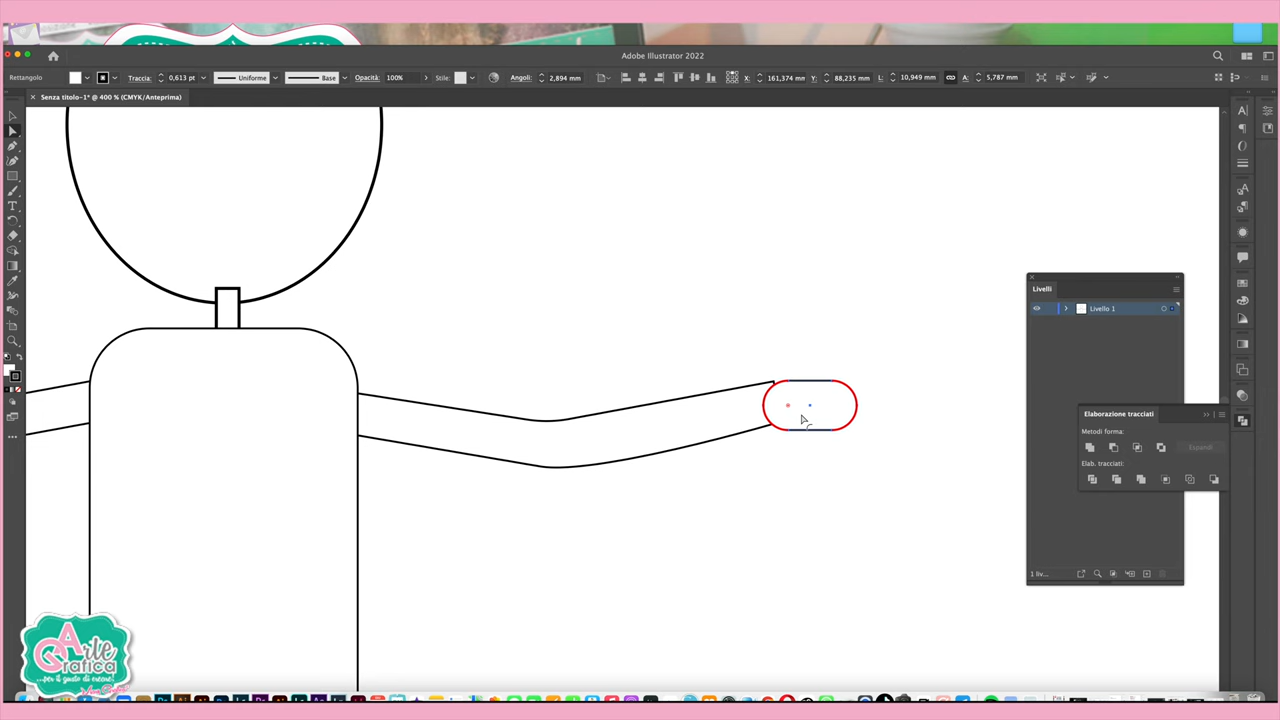 Adobe Illustrator 2022
Rettangolo Traccia: 0,613 pt Uniforme Base Opacità: 100% Stile: Angoli: 2,894 mm X: 161,374 mm Y: 88,235 mm L: 10,949 mm A: 5,787 mm
Senza titolo-1* @ 400 % (CMYK/Anteprima)
Livelli
Livello 1
Elaborazione tracciati
Metodi forma:
Espandi
Elab. tracciati:
1 liv...
Arte
Grafica
...per il gusto di creare!